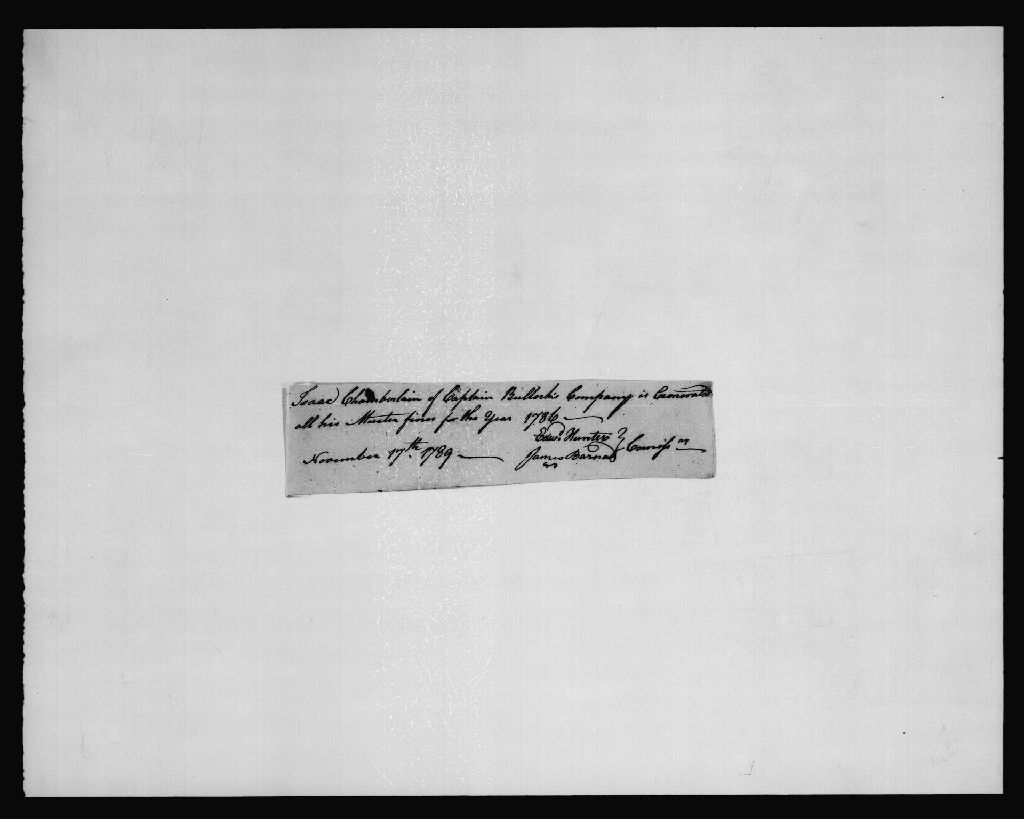 Isaac Chamberlain of Captain Bullock's Company is Exonerated
all his Muster fines for the Year 1786
Edwd. Hunter
November 17th. 1789 James Barnes } Comissrs